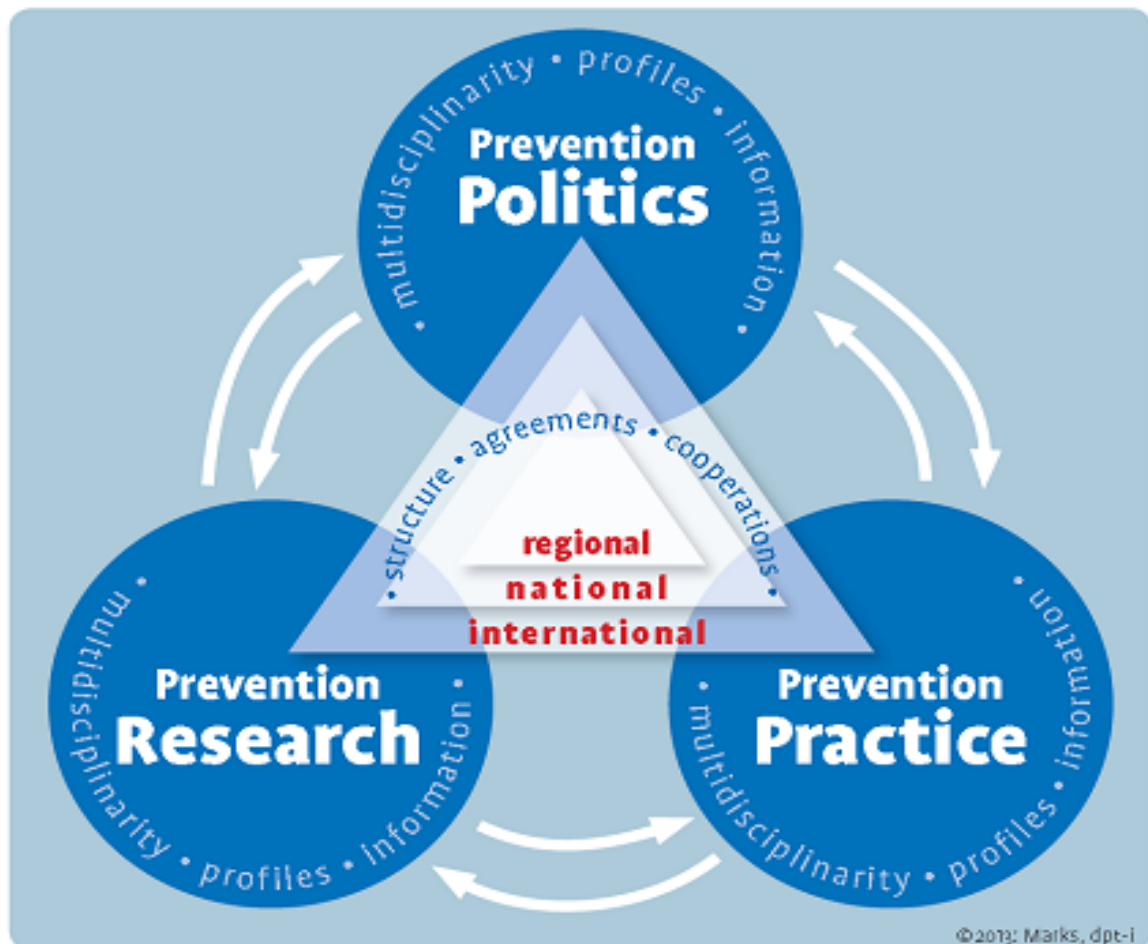 • multidisciplinarity • profiles • information •
Prevention
Politics
• structure • agreements • cooperations •
regional
national
international
• multidisciplinarity • profiles • information •
Prevention
Research
• multidisciplinarity • profiles • information •
Prevention
Practice
©2013: Marks, dpt-i